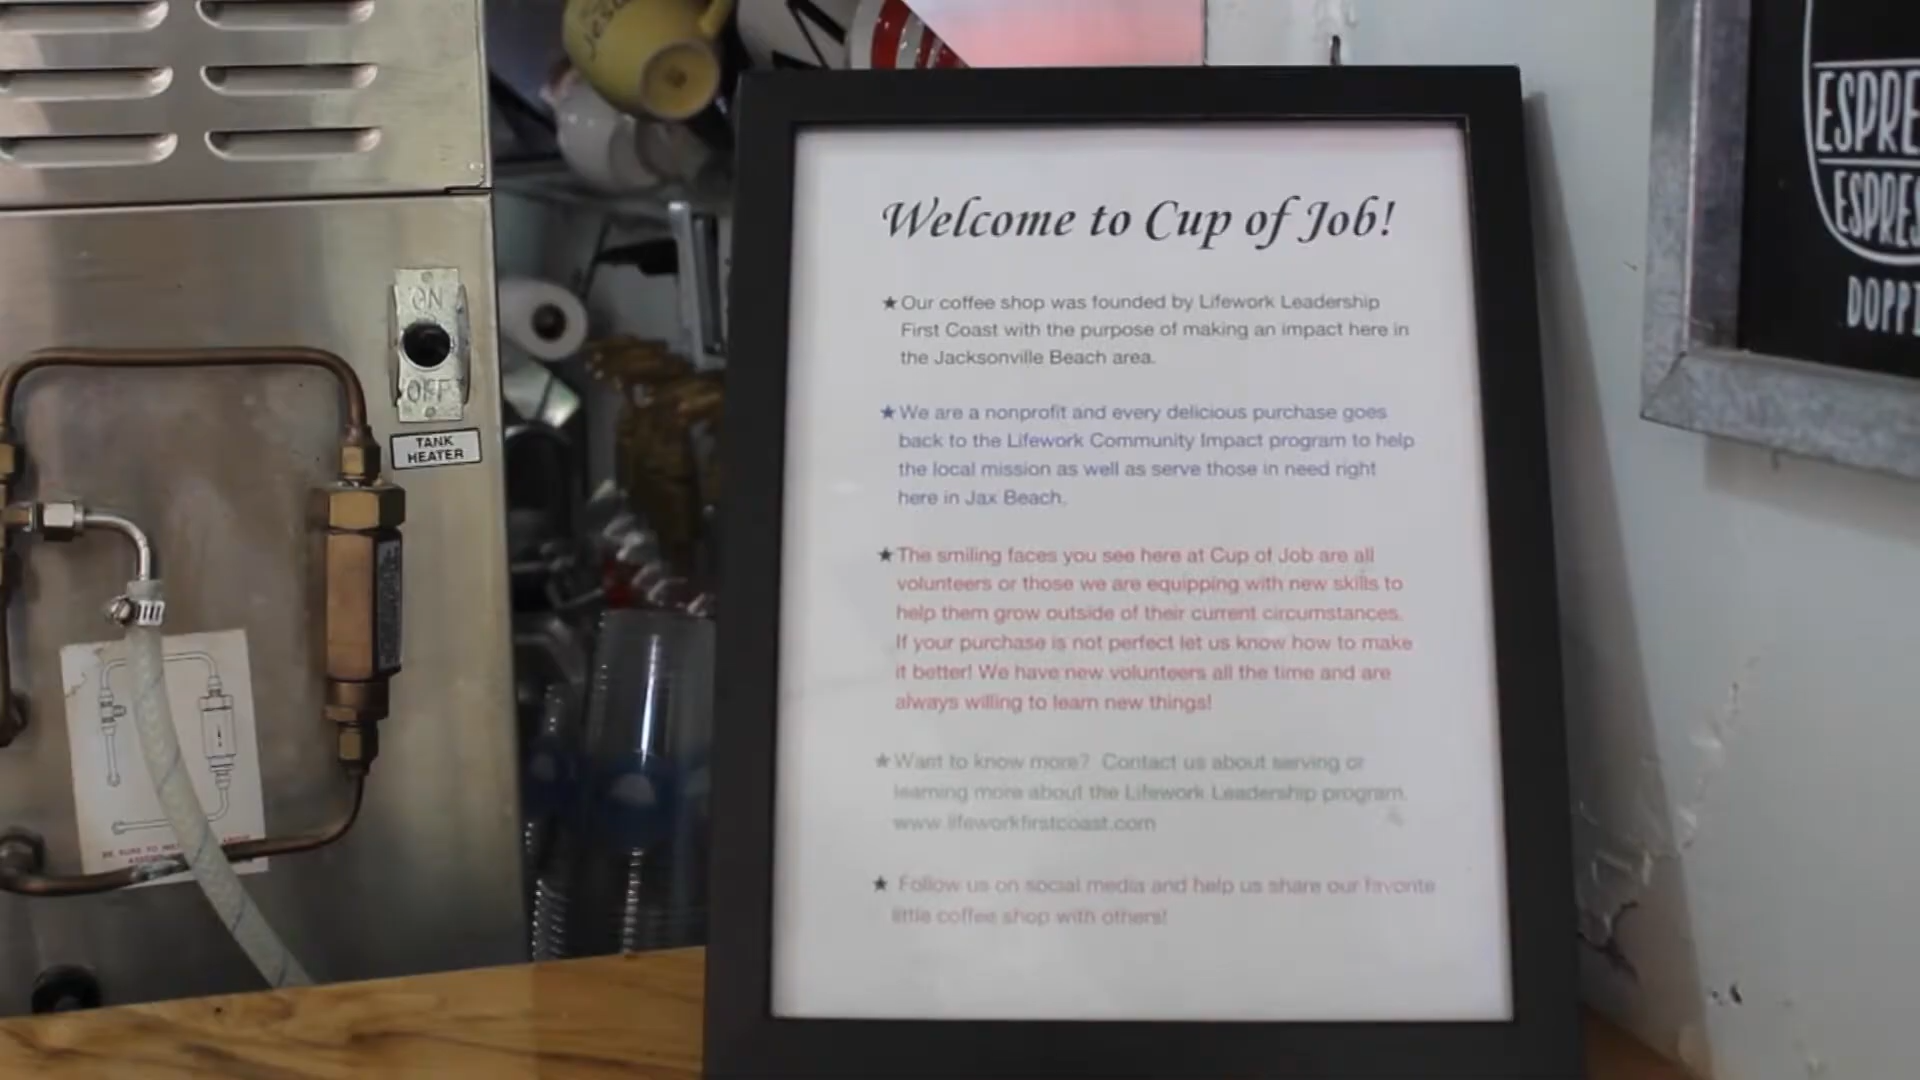 Jesu
ON
OFF
TANK
HEATER
Welcome to Cup of Job!
★ Our coffee shop was founded by Lifework Leadership
First Coast with the purpose of making an impact here in
the Jacksonville Beach area.
★ We are a nonprofit and every delicious purchase goes
back to the Lifework Community Impact program to help
the local mission as well as serve those in need right
here in Jax Beach.
★ The smiling faces you see here at Cup of Job are all
volunteers or those we are equipping with new skills to
help them grow outside of their current circumstances.
If your purchase is not perfect let us know how to make
it better! We have new volunteers all the time and are
always willing to learn new things!
★ Want to know more? Contact us about serving or
learning more about the Lifework Leadership program.
www.lifeworkfirstcoast.com
★ Follow us on social media and help us share our favorite
little coffee shop with others!
ESPRE
ESPRES
DOPPI
BE SURE TO